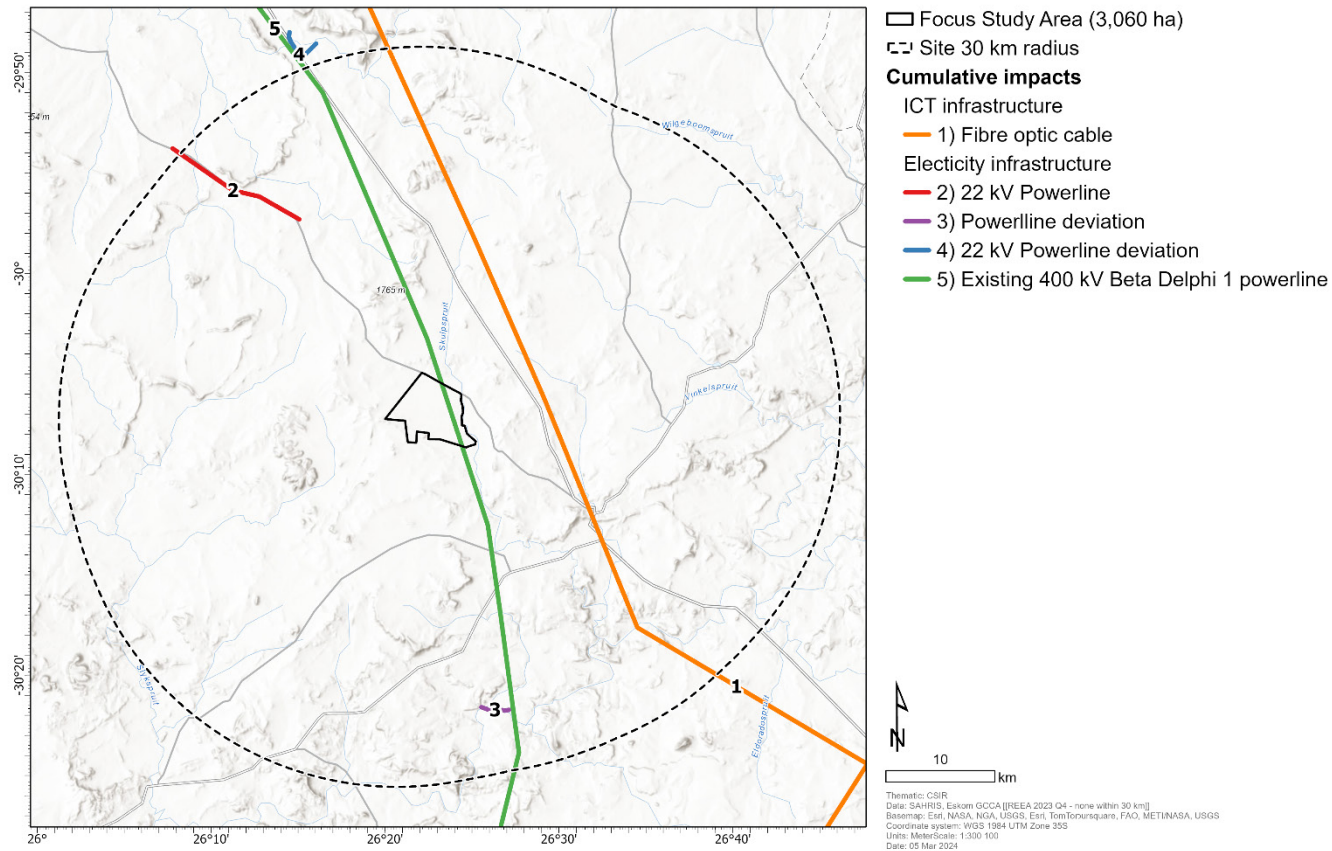 Focus Study Area (3,060 ha)
Site 30 km radius
Cumulative impacts
ICT infrastructure
1) Fibre optic cable
Electicity infrastructure
2) 22 kV Powerline
3) Powerlline deviation
4) 22 kV Powerline deviation
5) Existing 400 kV Beta Delphi 1 powerline
5
4
-29°50'
54 m
Wilgeboomspruit
2
-30°
1765 m
Skulpspruit
Vinkelspruit
-30°10'
-30°20'
Slykspruit
1
3
Eldoradospruit
26°
26°10'
26°20'
26°30'
26°40'
N
10
km
Thematic: CSIR
Data: SAHRIS, Eskom GCCA [[REEA 2023 Q4 - none within 30 km]]
Basemap: Esri, NASA, NGA, USGS, Esri, TomTonursquare, FAO, METI/NASA, USGS
Coordinate system: WGS 1984 UTM Zone 35S
Units: MeterScale: 1:300 100
Date: 05 Mar 2024